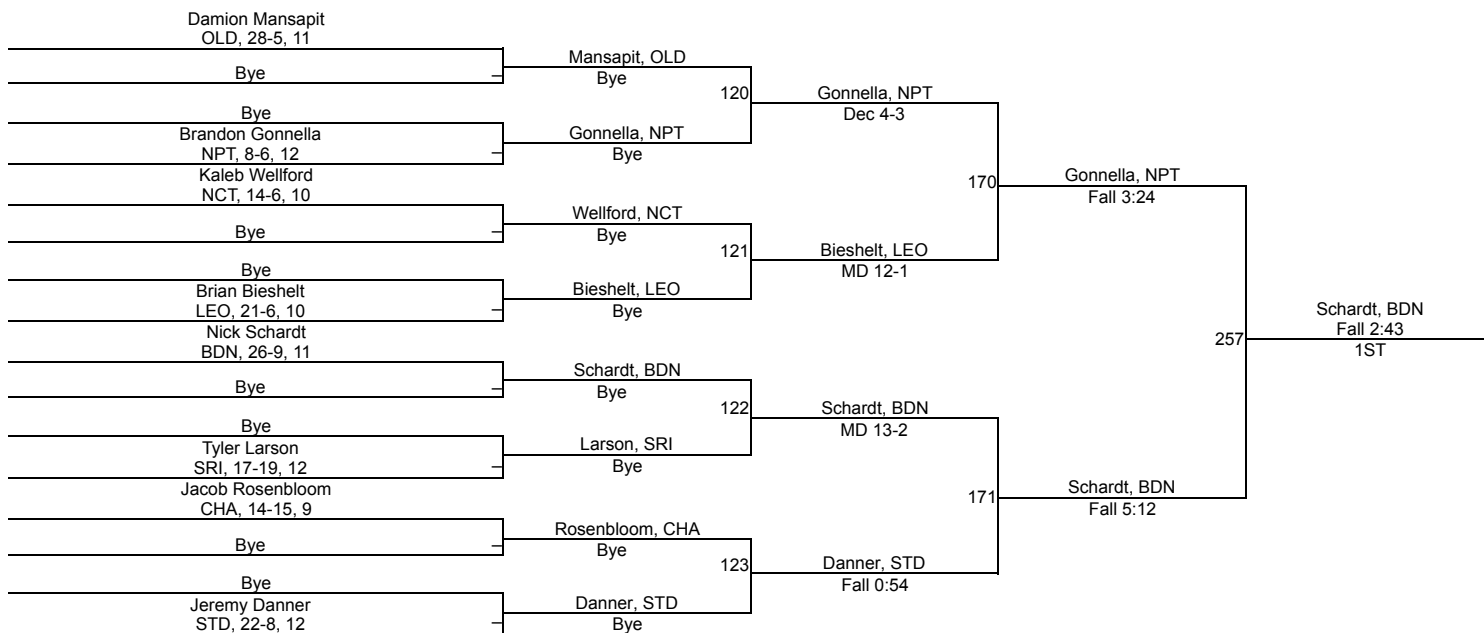 Damion Mansapit
OLD, 28-5, 11
Bye
Bye
Brandon Gonnella
NPT, 8-6, 12
Kaleb Wellford
NCT, 14-6, 10
Bye
Bye
Brian Bieshelt
LEO, 21-6, 10
Nick Schardt
BDN, 26-9, 11
Bye
Bye
Tyler Larson
SRI, 17-19, 12
Jacob Rosenbloom
CHA, 14-15, 9
Bye
Bye
Jeremy Danner
STD, 22-8, 12
Mansapit, OLD
Bye
Gonnella, NPT
Bye
Wellford, NCT
Bye
Bieshelt, LEO
Bye
Schardt, BDN
Bye
Larson, SRI
Bye
Rosenbloom, CHA
Bye
Danner, STD
Bye
120
Gonnella, NPT
Dec 4-3
121
Bieshelt, LEO
MD 12-1
122
Schardt, BDN
MD 13-2
123
Danner, STD
Fall 0:54
170
Gonnella, NPT
Fall 3:24
171
Schardt, BDN
Fall 5:12
257
Schardt, BDN
Fall 2:43
1ST